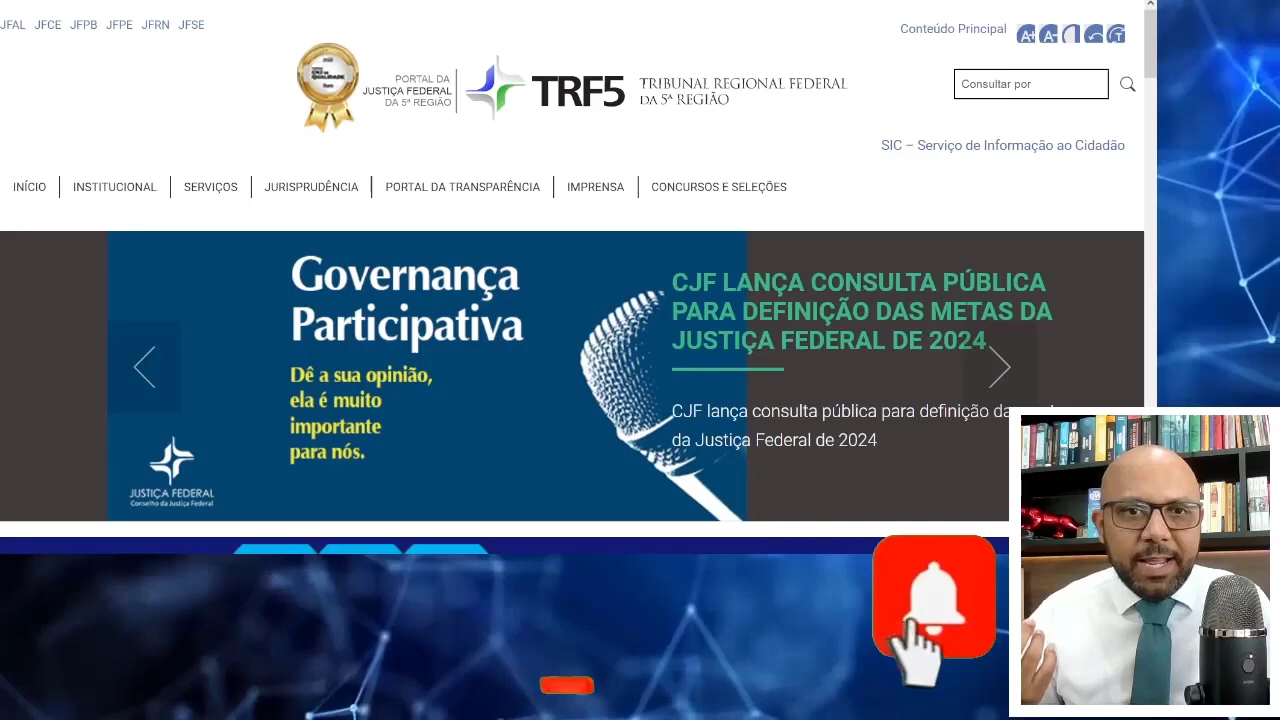 JFAL JFCE JFPB JFPE JFRN JFSE
Conteúdo Principal A+ A-
PORTAL DA
JUSTIÇA FEDERAL
DA 5ª REGIÃO
TRF5
TRIBUNAL REGIONAL FEDERAL
DA 5ª REGIÃO
Consultar por
SIC – Serviço de Informação ao Cidadão
INÍCIO
INSTITUCIONAL
SERVIÇOS
JURISPRUDÊNCIA
PORTAL DA TRANSPARÊNCIA
IMPRENSA
CONCURSOS E SELEÇÕES
Governança
Participativa
Dê a sua opinião,
ela é muito
importante
para nós.
JUSTIÇA FEDERAL
Conselho da Justiça Federal
CJF LANÇA CONSULTA PÚBLICA
PARA DEFINIÇÃO DAS METAS DA
JUSTIÇA FEDERAL DE 2024
CJF lança consulta pública para definição
da Justiça Federal de 2024